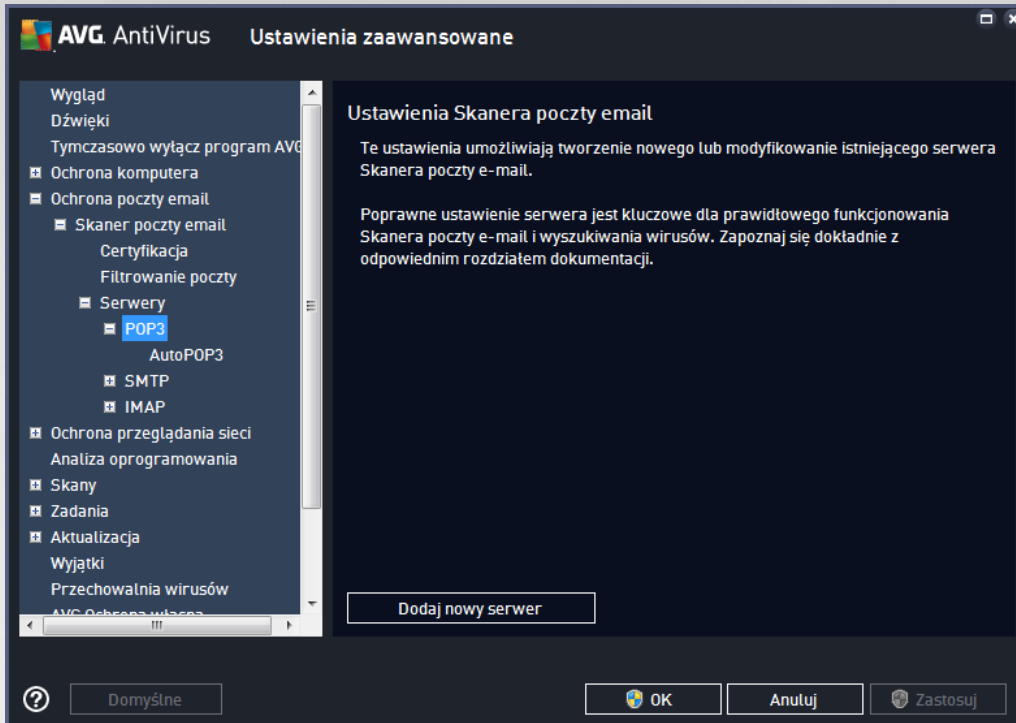 AVG. AntiVirus
Ustawienia zaawansowane
Wygląd
Dźwięki
Tymczasowo wyłącz program AVG
Ochrona komputera
Ochrona poczty email
Skaner poczty email
Certyfikacja
Filtrowanie poczty
Serwery
POP3
AutoPOP3
SMTP
IMAP
Ochrona przeglądania sieci
Analiza oprogramowania
Skany
Zadania
Aktualizacja
Wyjątki
Przechowalnia wirusów
AVG Ochrona własna
Ustawienia Skanera poczty email
Te ustawienia umożliwiają tworzenie nowego lub modyfikowanie istniejącego serwera
Skanera poczty e-mail.
Poprawne ustawienie serwera jest kluczowe dla prawidłowego funkcjonowania
Skanera poczty e-mail i wyszukiwania wirusów. Zapoznaj się dokładnie z
odpowiednim rozdziałem dokumentacji.
Dodaj nowy serwer
Domyślne
OK
Anuluj
Zastosuj